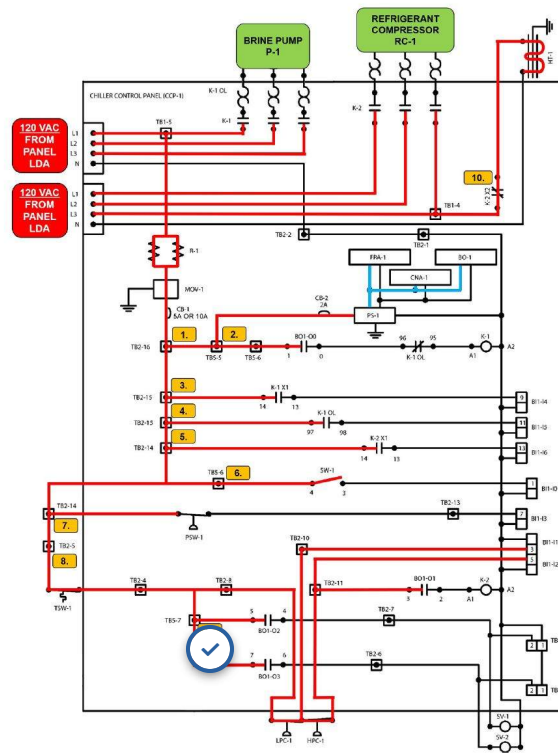 BRINE PUMP
P-1
REFRIGERANT
COMPRESSOR
RC-1
HT-1
CHILLER CONTROL PANEL (CCP-1)
K-1 OL
K-1
K-2
120 VAC
FROM
PANEL
LDA
L1
L2
L3
N
TB1-5
120 VAC
FROM
PANEL
LDA
L1
L2
L3
N
10.
K-2 X2
TB1-4
TB2-2
TB2-1
R-1
FRA-1
BO-1
CNA-1
MOV-1
CB-2
2A
PS-1
CB-1
5A OR 10A
1.
2.
BO1-O0
96
95
K-1
TB2-16
TB5-5
TB5-6
1
0
K-1 OL
A1
A2
3.
K-1 X1
TB2-15
14
13
9
BI1-I4
4.
K-1 OL
TB2-15
97
98
11
BI1-I5
5.
K-2 X1
TB2-14
14
13
13
BI1-I6
TB5-6
6.
SW-1
4
3
1
BI1-I0
TB2-14
7.
TB2-13
7
BI1-I3
PSW-1
TB2-10
BI1-I1
3
TB2-5
8.
5
BI1-I2
TB2-4
TB2-8
TB2-11
BO1-O1
K-2
TSW-1
3
2
A1
A2
TB5-7
5
4
TB2-7
BO1-O2
2
1
TB
7
6
TB2-6
BO1-O3
2
1
TB
SV-1
LPC-1
HPC-1
SV-2